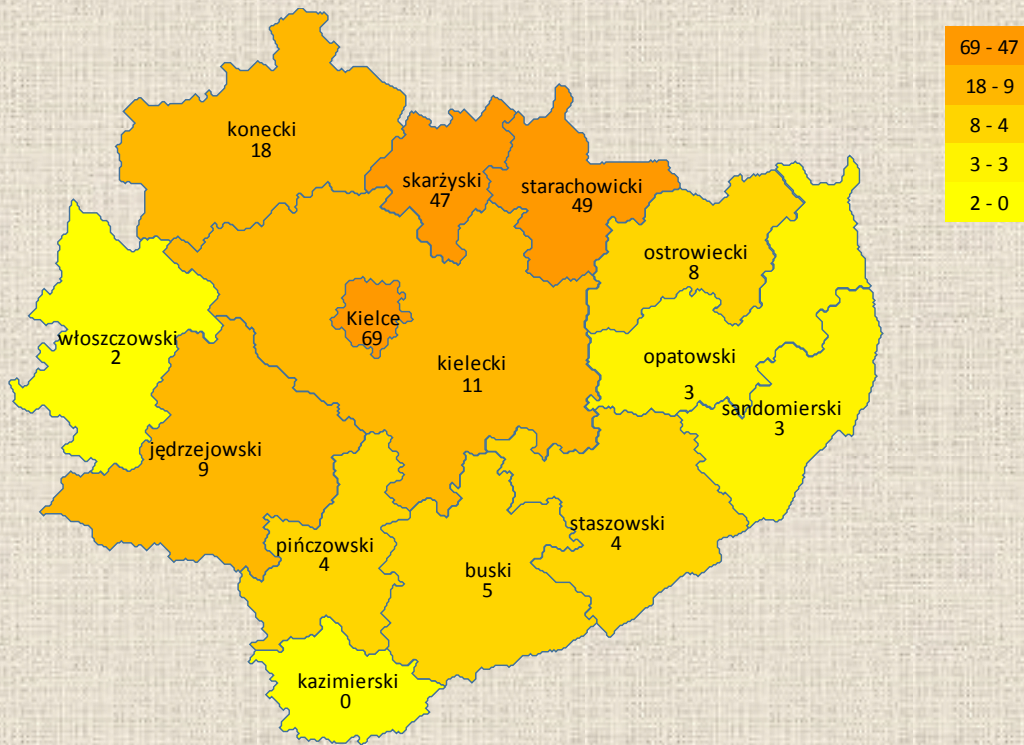 69 - 47
18 - 9
8 - 4
3 - 3
2 - 0
konecki
18
skarżyski
47
starachowicki
49
ostrowiecki
8
Kielce
69
włoszczowski
2
kielecki
11
opatowski
3
sandomierski
3
jędrzejowski
9
pińczowski
4
staszowski
4
buski
5
kazimierski
0